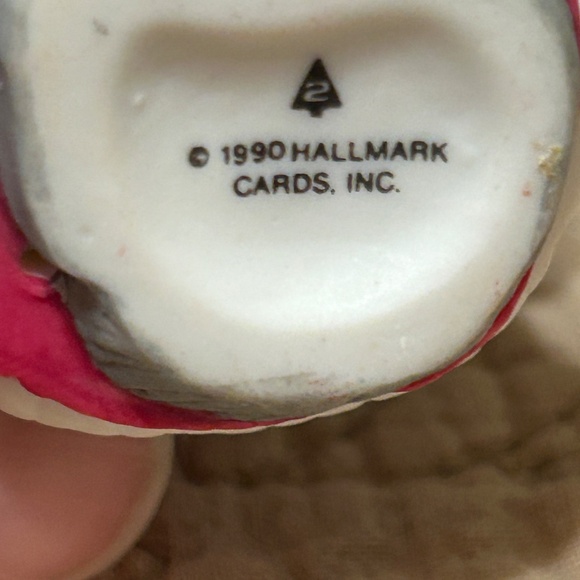 2
© 1990 HALLMARK
CARDS, INC.